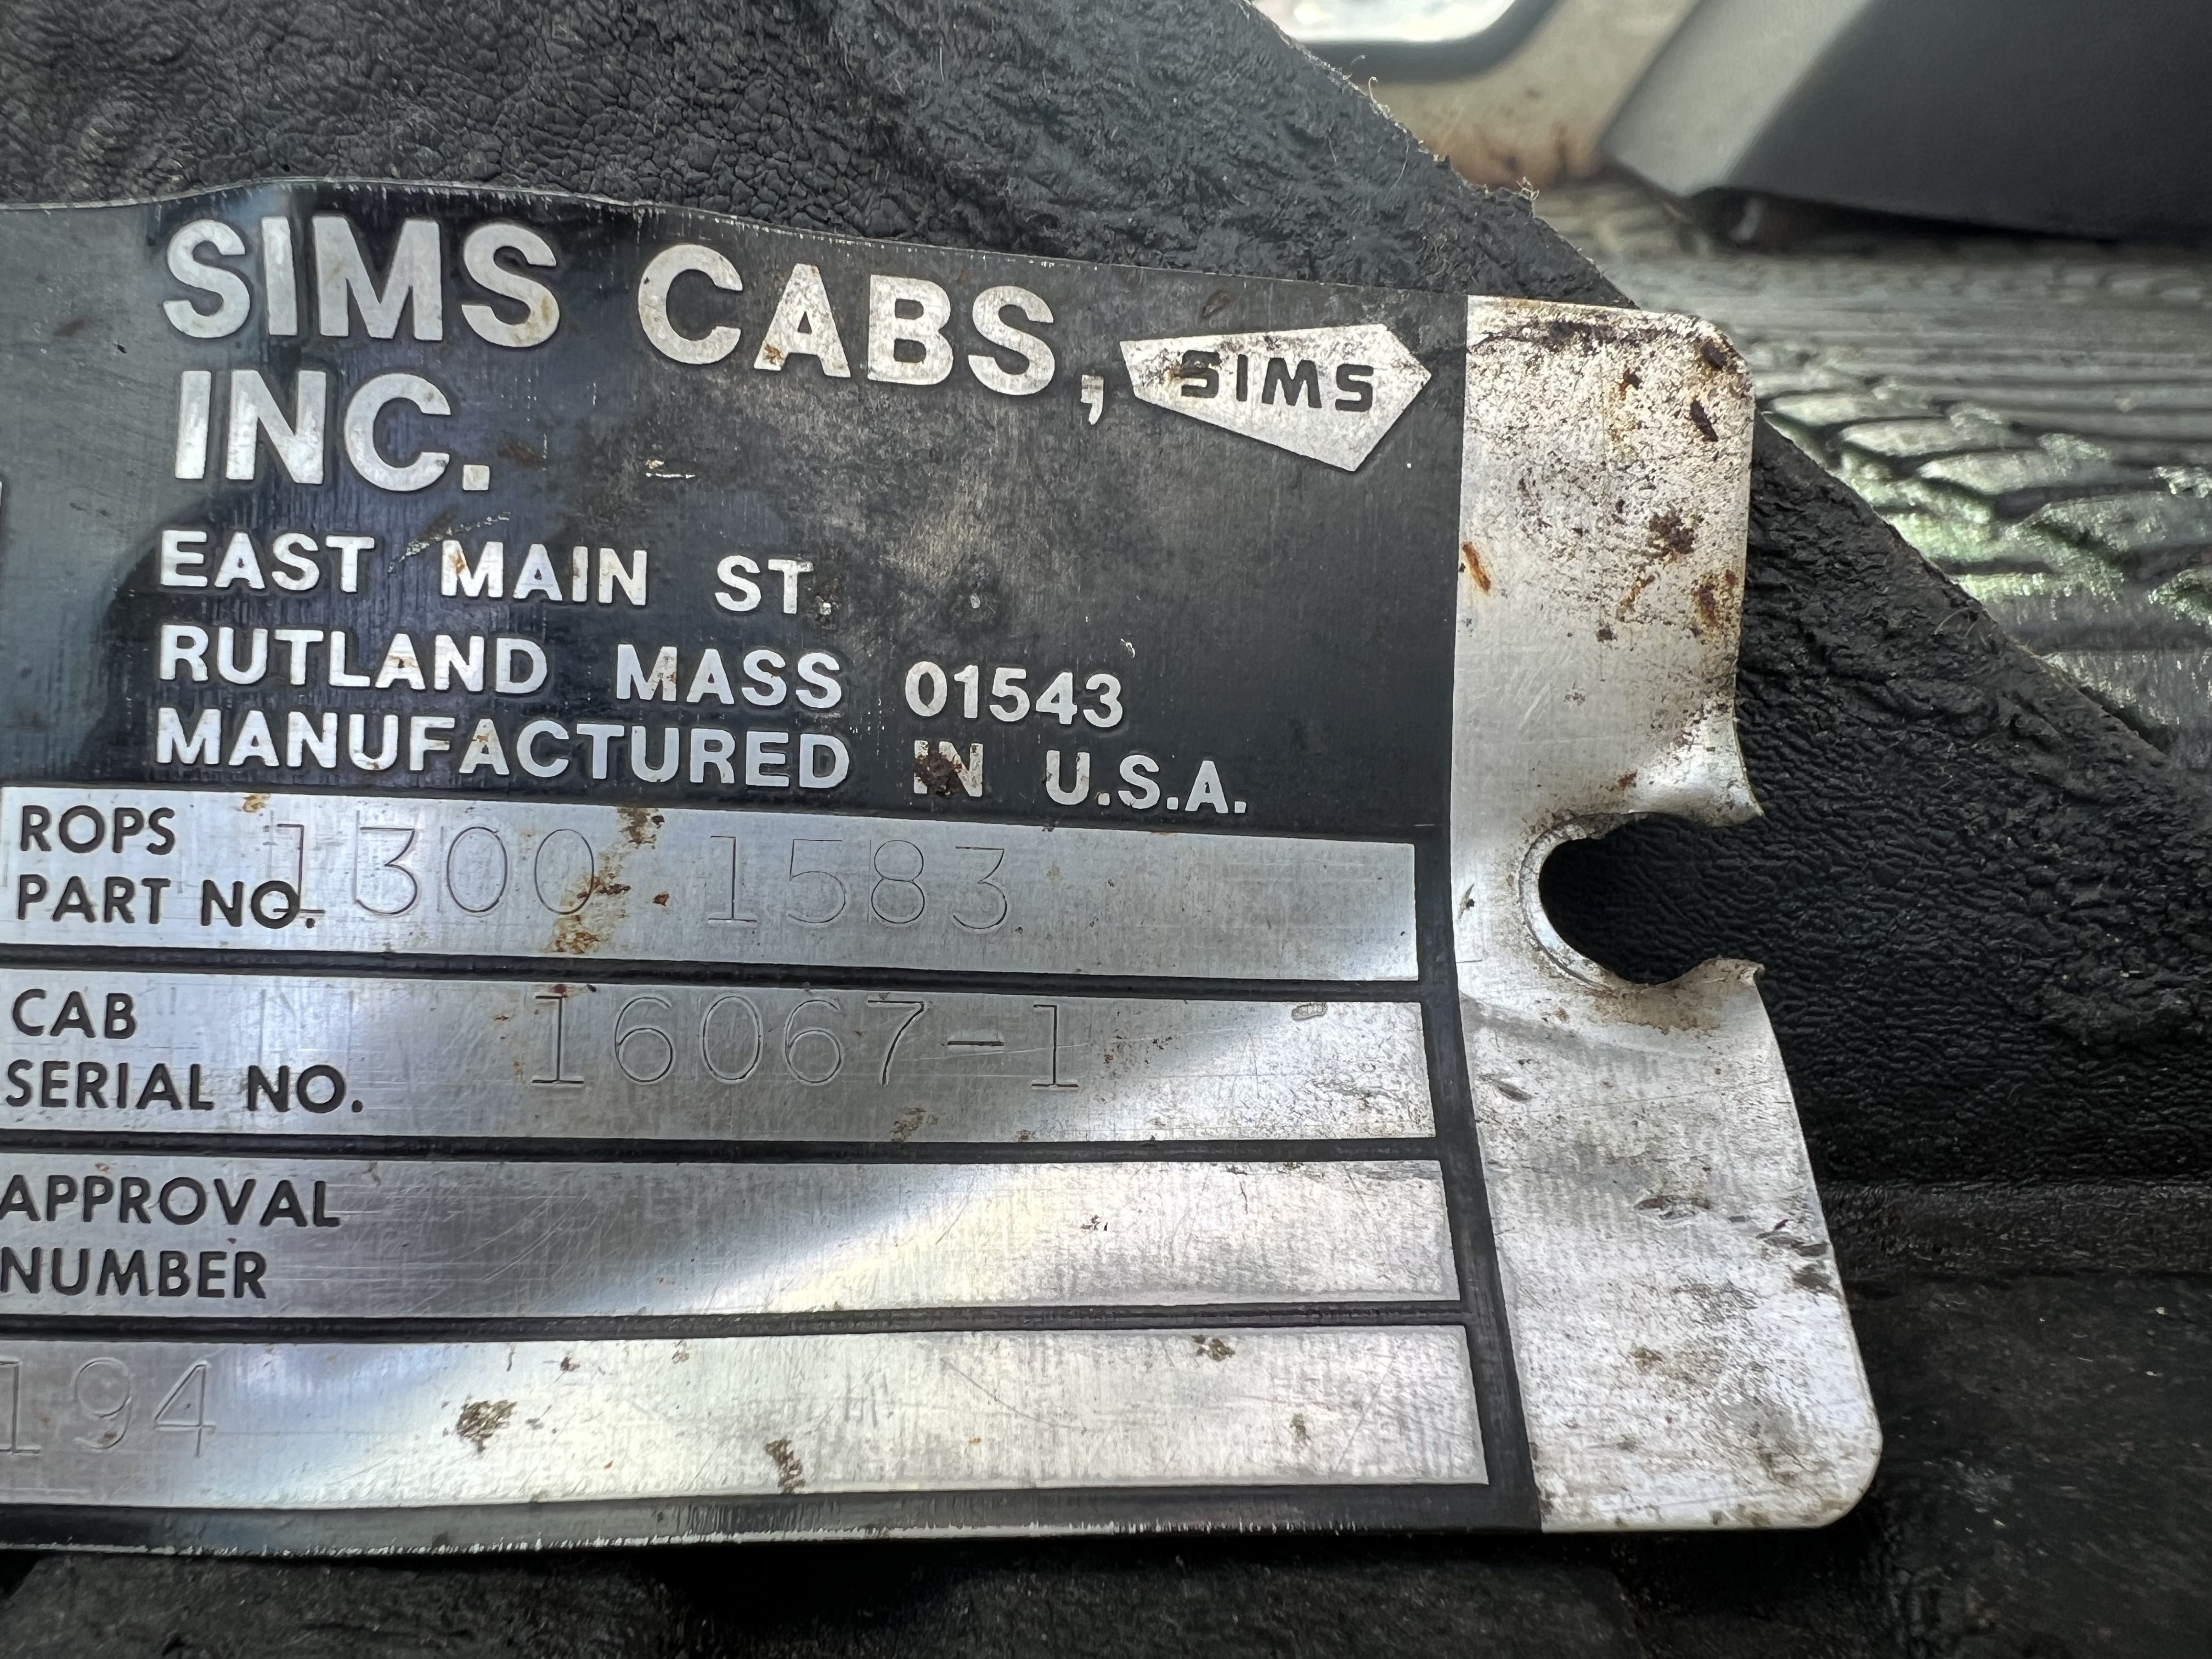 SIMS CABS,
INC.
SIMS
EAST MAIN ST.
RUTLAND MASS 01543
MANUFACTURED IN U.S.A.
ROPS
PART NO. 1300 1583
CAB
SERIAL NO. 16067-1
APPROVAL
NUMBER
194